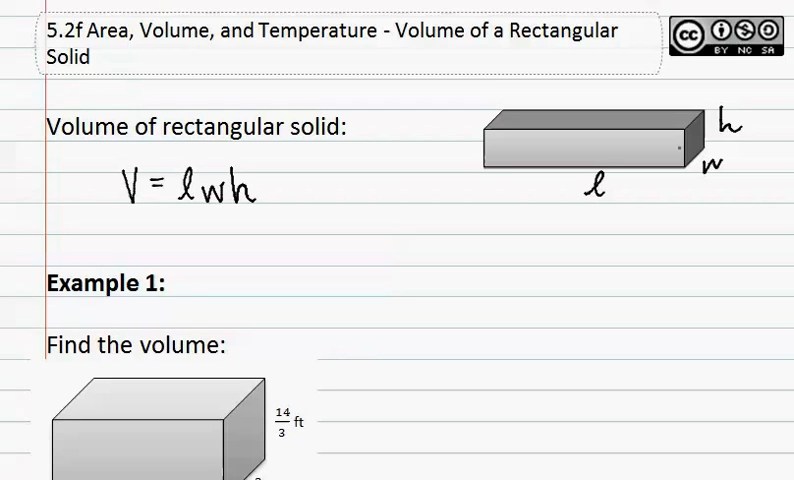 5.2f Area, Volume, and Temperature - Volume of a Rectangular
Solid
cc
BY NC SA
Volume of rectangular solid:
h
w
l
V = lwh
Example 1:
Find the volume:
14/3 ft